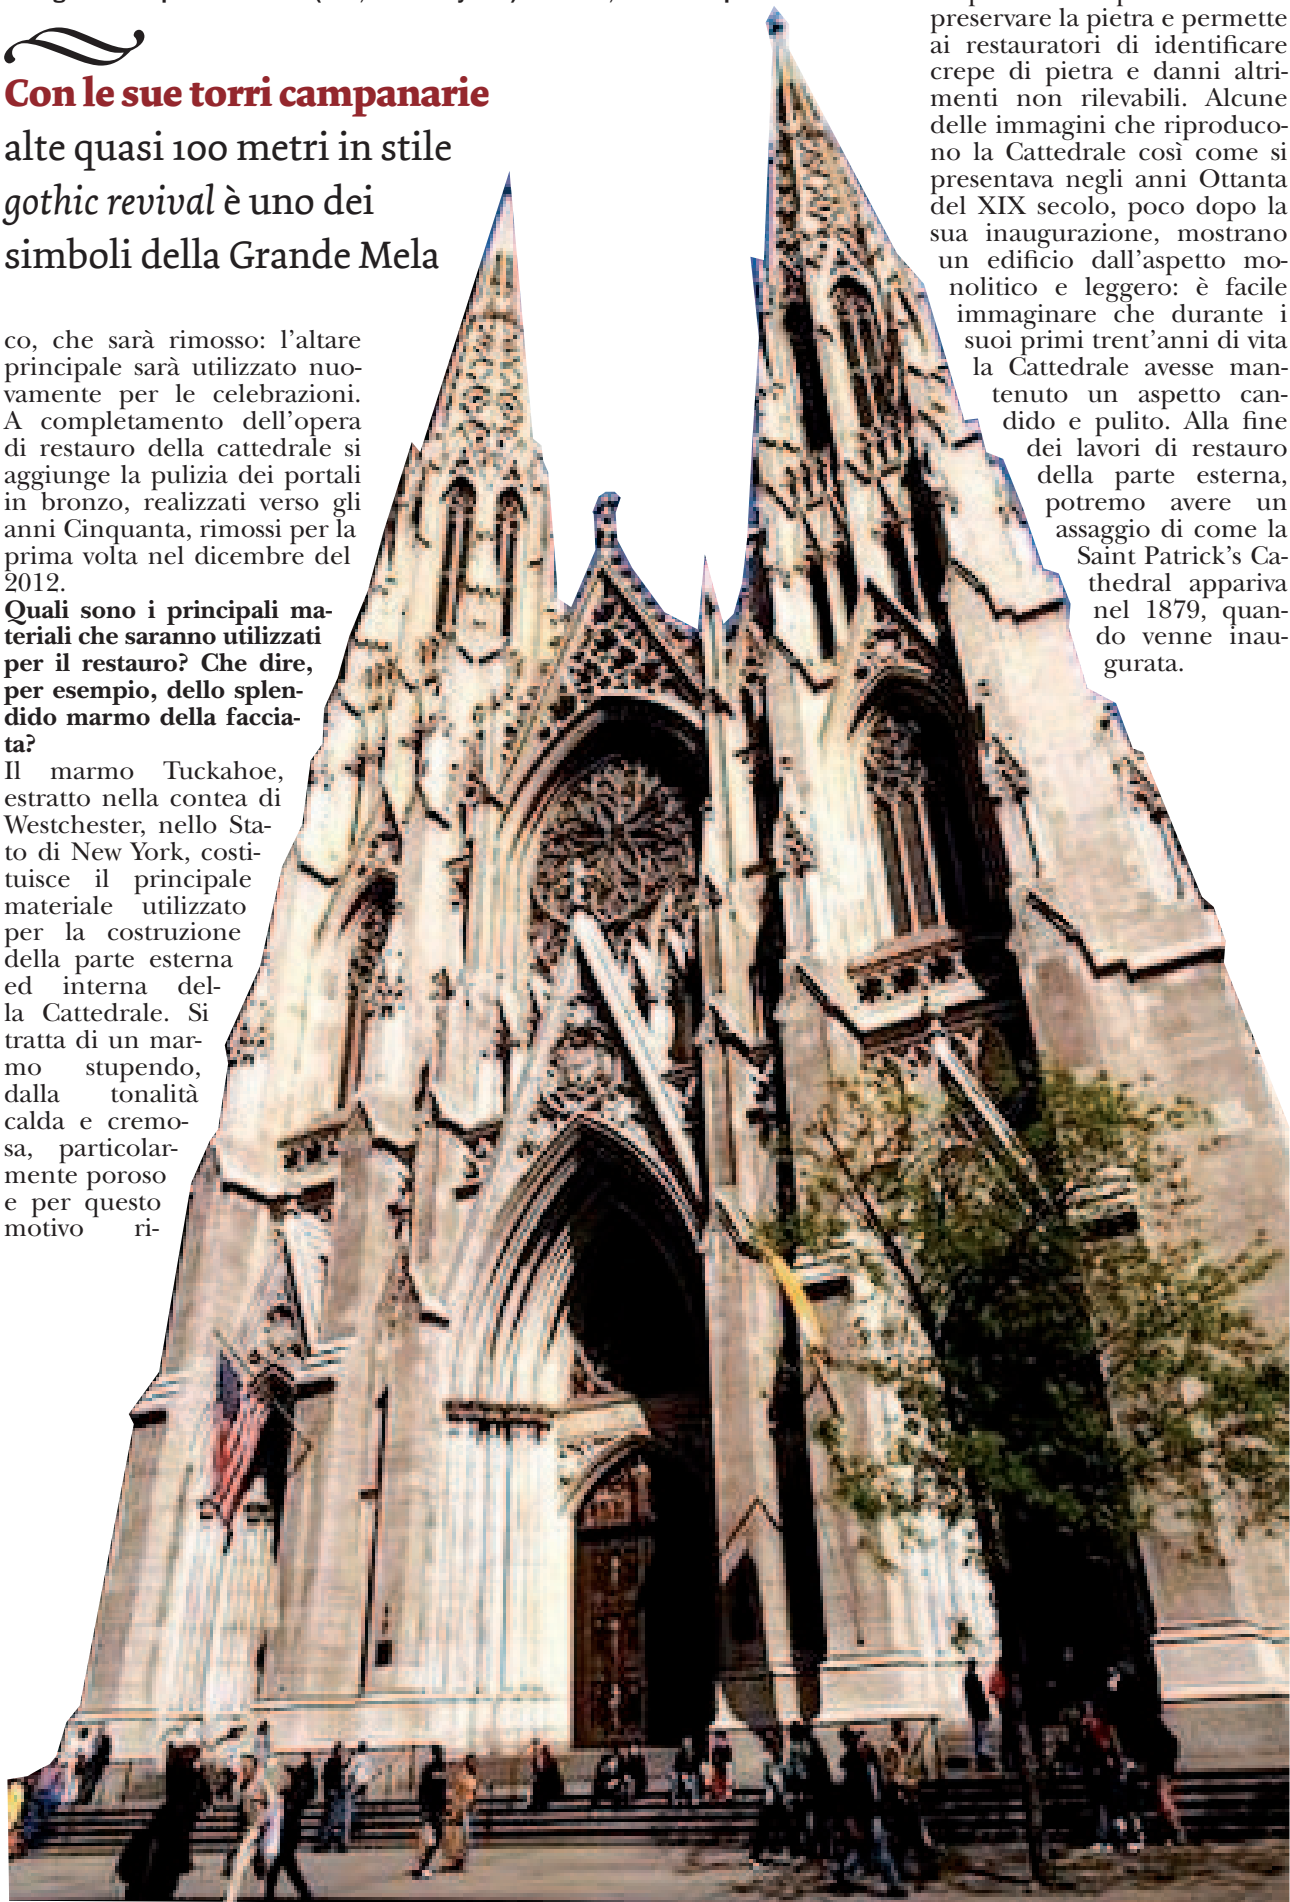 Con le sue torri campanarie
alte quasi 100 metri in stile
gothic revival è uno dei
simboli della Grande Mela
co, che sarà rimosso: l'altare
principale sarà utilizzato nuo-
vamente per le celebrazioni.
A completamento dell'opera
di restauro della cattedrale si
aggiunge la pulizia dei portali
in bronzo, realizzati verso gli
anni Cinquanta, rimossi per la
prima volta nel dicembre del
2012.
Quali sono i principali ma-
teriali che saranno utilizzati
per il restauro? Che dire,
per esempio, dello splen-
dido marmo della faccia-
ta?
Il marmo Tuckahoe,
estratto nella contea di
Westchester, nello Sta-
to di New York, costi-
tuisce il principale
materiale utilizzato
per la costruzione
della parte esterna
ed interna del-
la Cattedrale. Si
tratta di un mar-
mo stupendo,
dalla tonalità
calda e cremo-
sa, particolar-
mente poroso
e per questo
motivo ri-
preservare la pietra e permette
ai restauratori di identificare
crepe di pietra e danni altri-
menti non rilevabili. Alcune
delle immagini che riproduco-
no la Cattedrale così come si
presentava negli anni Ottanta
del XIX secolo, poco dopo la
sua inaugurazione, mostrano
un edificio dall'aspetto mo-
nolitico e leggero: è facile
immaginare che durante i
suoi primi trent'anni di vita
la Cattedrale avesse man-
tenuto un aspetto can-
dido e pulito. Alla fine
dei lavori di restauro
della parte esterna,
potremo avere un
assaggio di come la
Saint Patrick's Ca-
thedral appariva
nel 1879, quan-
do venne inau-
gurata.